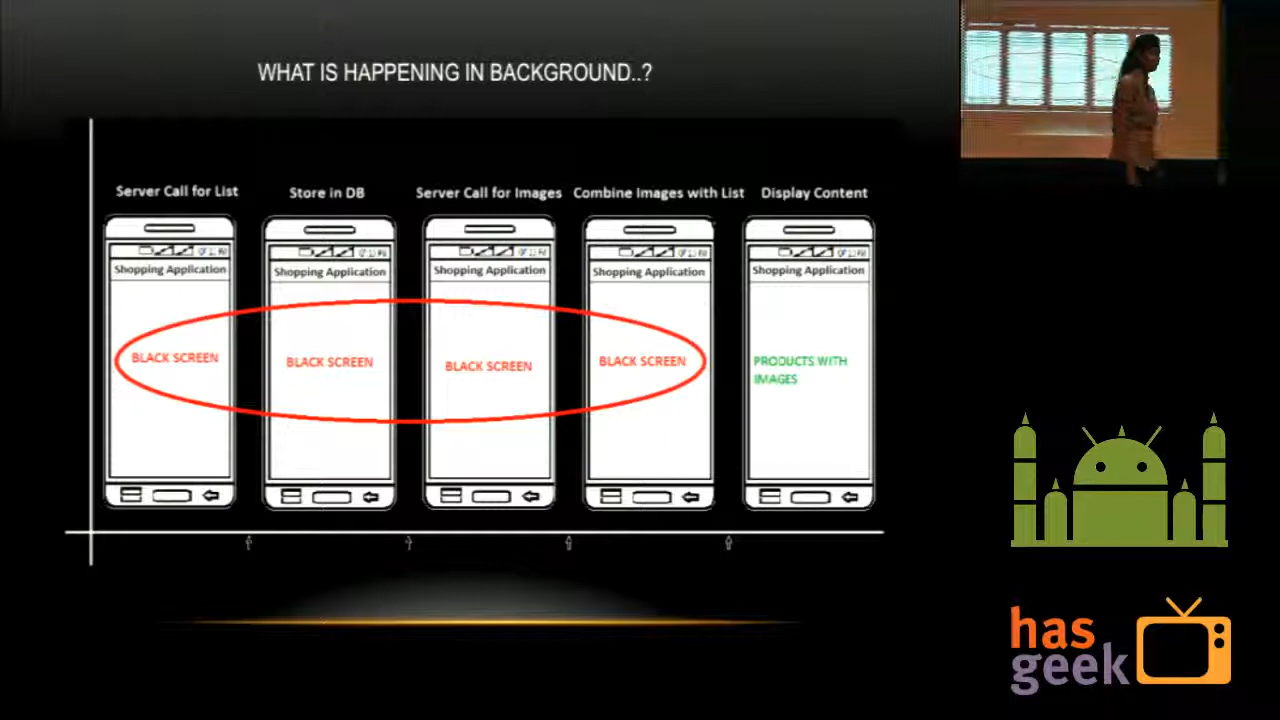 WHAT IS HAPPENING IN BACKGROUND..?
Server Call for List
Store in DB
Server Call for Images
Combine Images with List
Display Content
Shopping Application
Shopping Application
Shopping Application
Shopping Application
Shopping Application
BLACK SCREEN
BLACK SCREEN
BLACK SCREEN
BLACK SCREEN
PRODUCTS WITH
IMAGES
has
geek